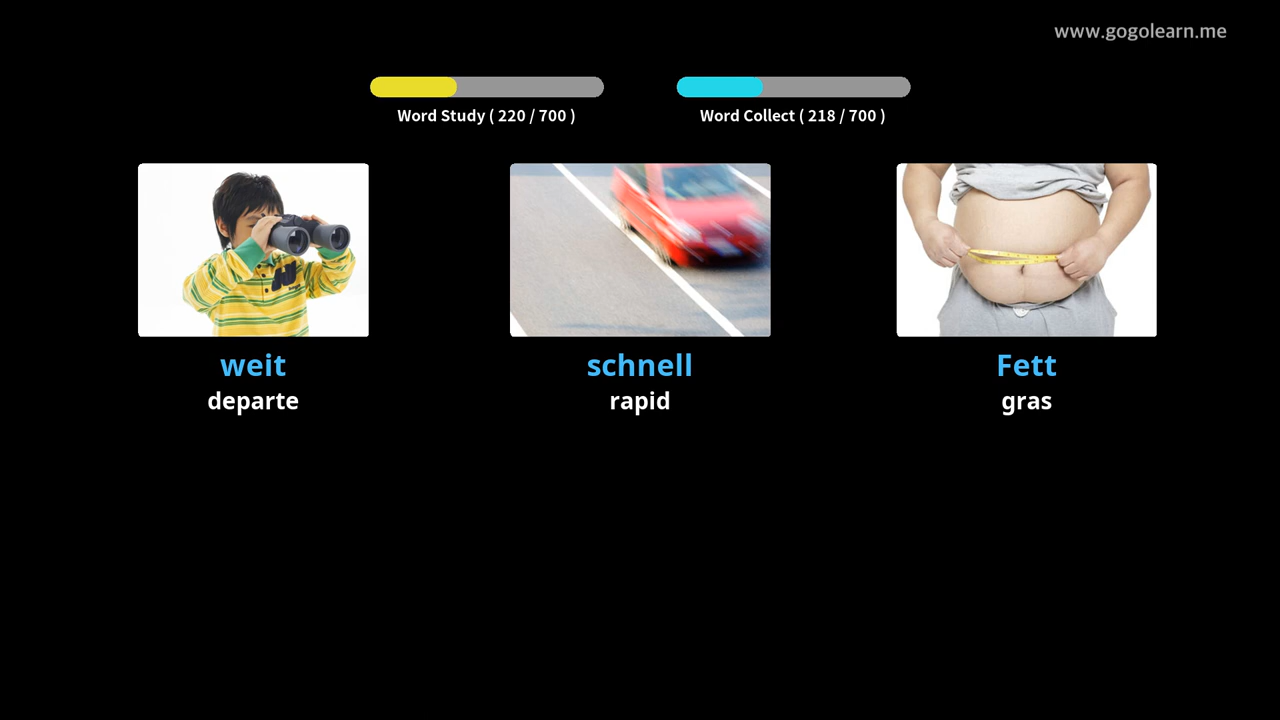 www.gogolearn.me
Word Study ( 220 / 700 )
Word Collect ( 218 / 700 )
weit
departe
schnell
rapid
Fett
gras